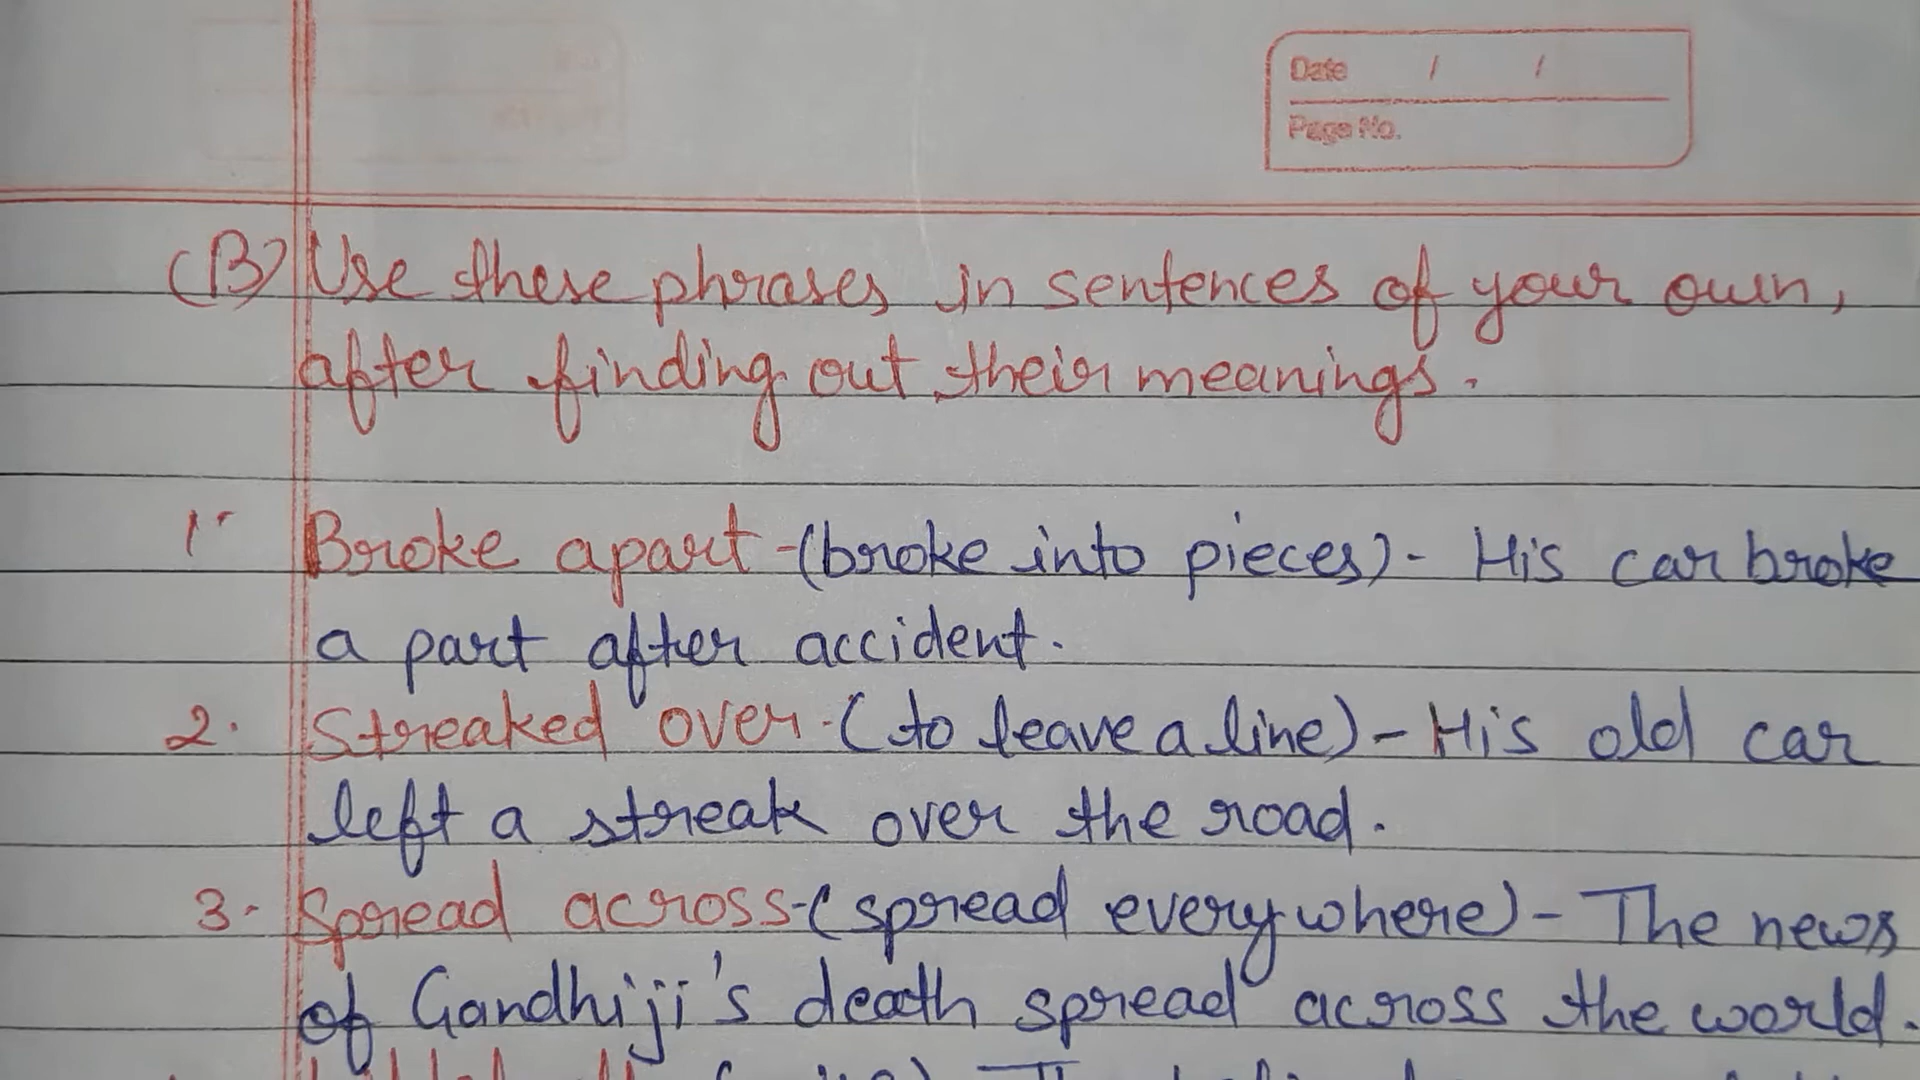 Date / /
Page No.
(B) Use these phrases in sentences of your own,
after finding out their meanings.
1. Broke apart - (broke into pieces) - His car broke
a part after accident.
2. Streaked over - (to leave a line) - His old car
left a streak over the road.
3. Spread across - (spread everywhere) - The news
of Gandhiji's death spread across the world.